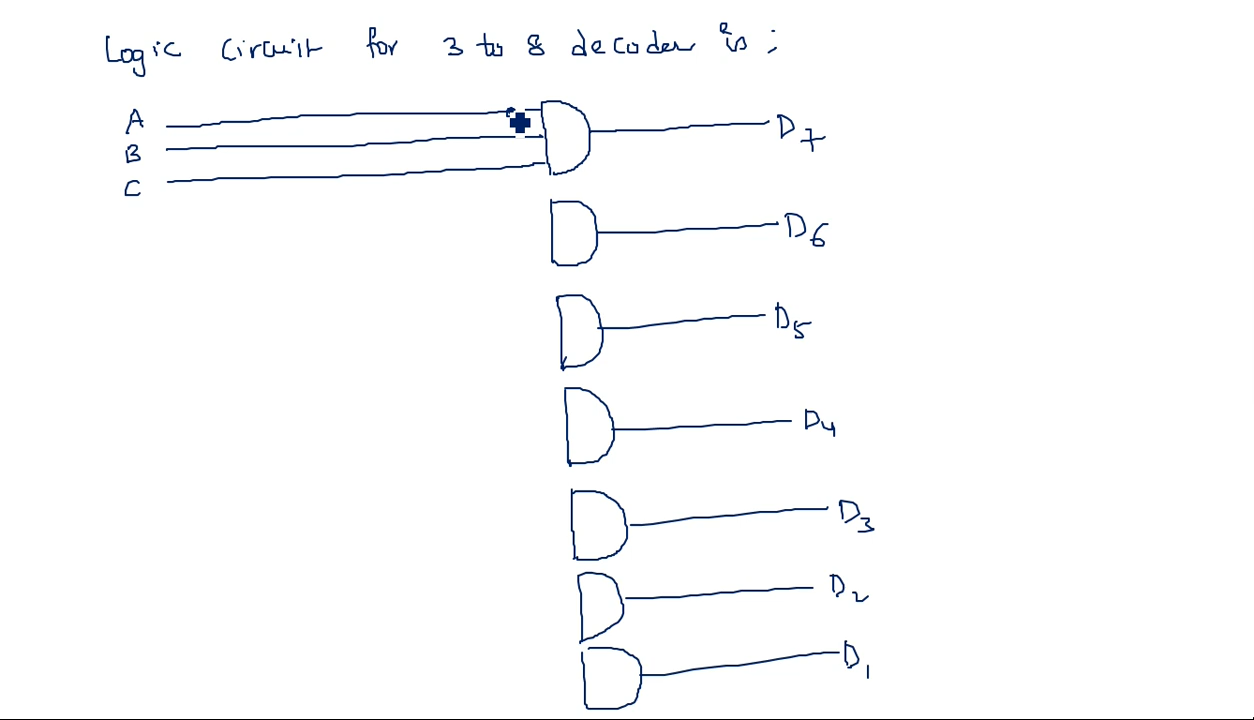 Logic circuit for 3 to 8 decoder is :
A
D7
B
C
D6
D5
D4
D3
D2
D1